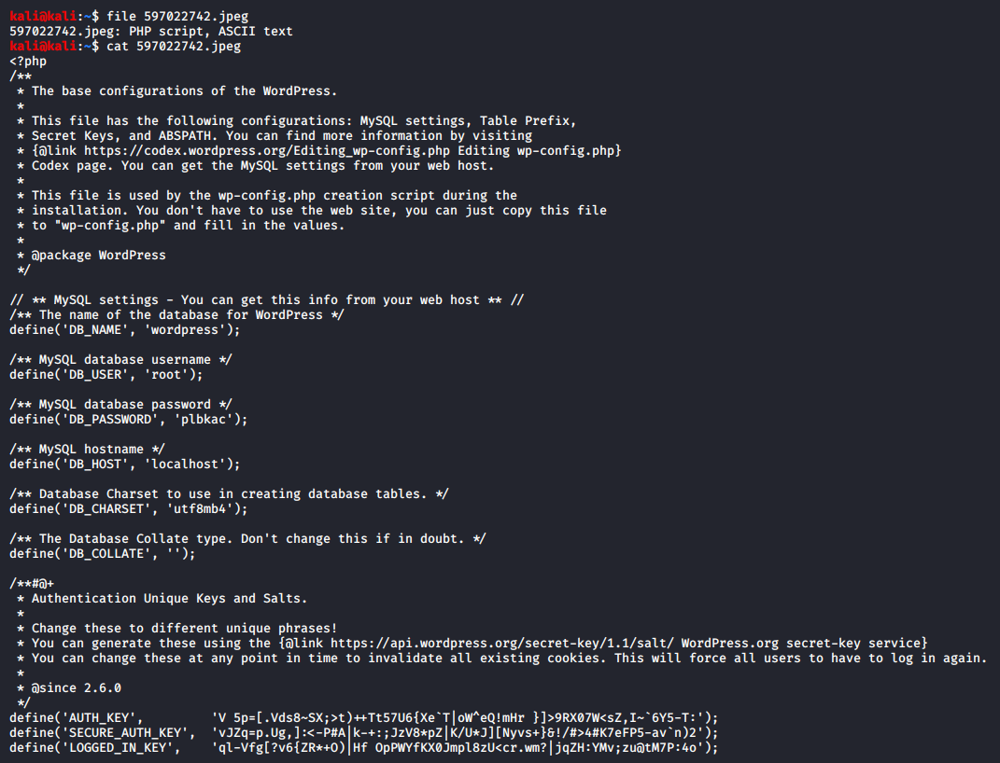 kali@kali:~$ file 597022742.jpeg
597022742.jpeg: PHP script, ASCII text
kali@kali:~$ cat 597022742.jpeg
<?php
/**
 * The base configurations of the WordPress.
 *
 * This file has the following configurations: MySQL settings, Table Prefix,
 * Secret Keys, and ABSPATH. You can find more information by visiting
 * {@link https://codex.wordpress.org/Editing_wp-config.php Editing wp-config.php}
 * Codex page. You can get the MySQL settings from your web host.
 *
 * This file is used by the wp-config.php creation script during the
 * installation. You don't have to use the web site, you can just copy this file
 * to "wp-config.php" and fill in the values.
 *
 * @package WordPress
 */

// ** MySQL settings - You can get this info from your web host ** //
/** The name of the database for WordPress */
define('DB_NAME', 'wordpress');

/** MySQL database username */
define('DB_USER', 'root');

/** MySQL database password */
define('DB_PASSWORD', 'plbkac');

/** MySQL hostname */
define('DB_HOST', 'localhost');

/** Database Charset to use in creating database tables. */
define('DB_CHARSET', 'utf8mb4');

/** The Database Collate type. Don't change this if in doubt. */
define('DB_COLLATE', '');

/**#@+
 * Authentication Unique Keys and Salts.
 *
 * Change these to different unique phrases!
 * You can generate these using the {@link https://api.wordpress.org/secret-key/1.1/salt/ WordPress.org secret-key service}
 * You can change these at any point in time to invalidate all existing cookies. This will force all users to have to log in again.
 *
 * @since 2.6.0
 */
define('AUTH_KEY',         'V 5p=[.Vds8~SX;>t)++Tt57U6{Xe`T|oW^eQ!mHr }]>9RX07W<sZ,I~`6Y5-T:');
define('SECURE_AUTH_KEY',  'vJZq=p.Ug,]:<-P#A|k-+:;JzV8*pZ|K/U*J][Nyvs+}&!/#>4#K7eFP5-av`n)2');
define('LOGGED_IN_KEY',    'ql-Vfg[?v6{ZR*+O)|Hf OpPWYfKX0Jmpl8zU<cr.wm?|jqZH:YMv;zu@tM7P:4o');